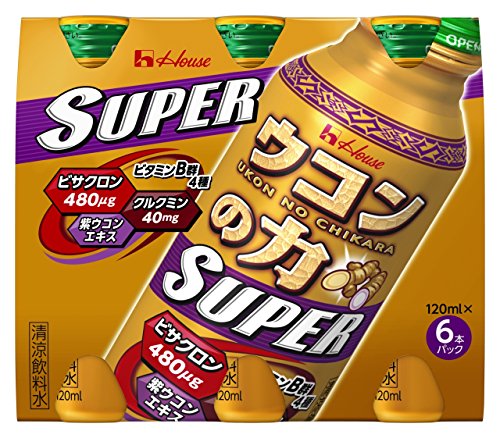 House
SUPER
ビタミンB群
4種
ビサクロン
480μg
クルクミン
40mg
紫ウコン
エキス
OPEN
House
ウコン
UKON NO CHIKARA
の力
SUPER
ビサクロン
480μg
紫ウコン
エキス
120ml×
6本
パック
清涼飲料水